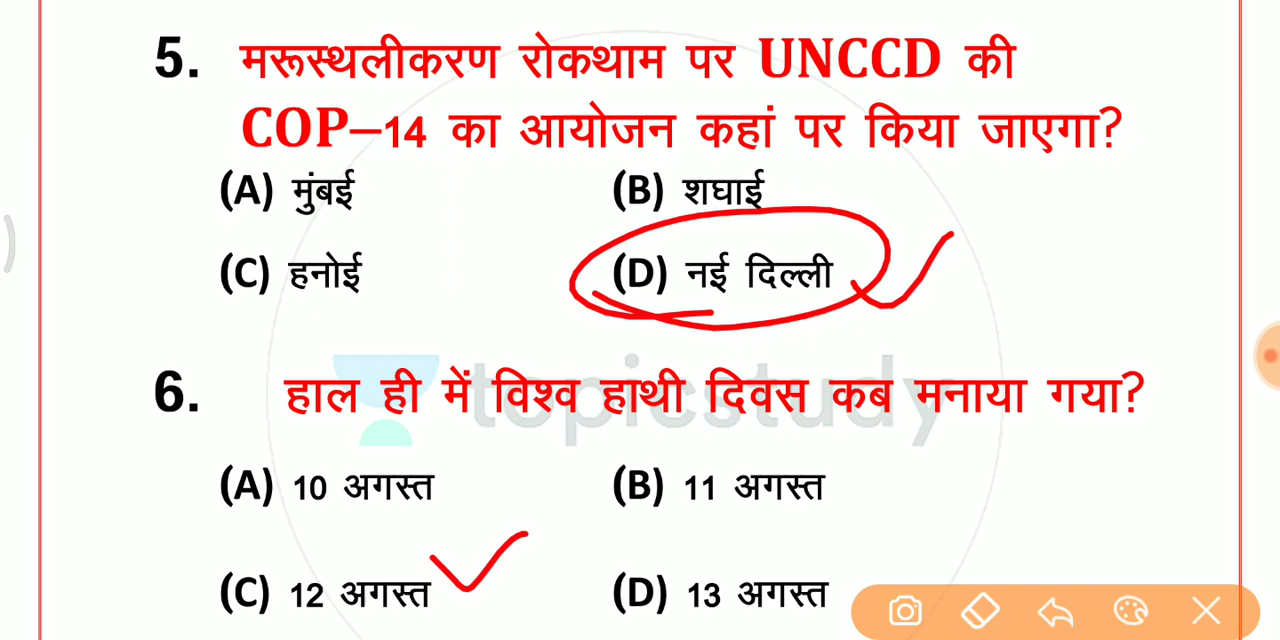 5. मरूस्थलीकरण रोकथाम पर UNCCD की
COP–14 का आयोजन कहां पर किया जाएगा?
(A) मुंबई (B) शघाई
(C) हनोई (D) नई दिल्ली
topicstudy
6. हाल ही में विश्व हाथी दिवस कब मनाया गया?
(A) 10 अगस्त (B) 11 अगस्त
(C) 12 अगस्त (D) 13 अगस्त